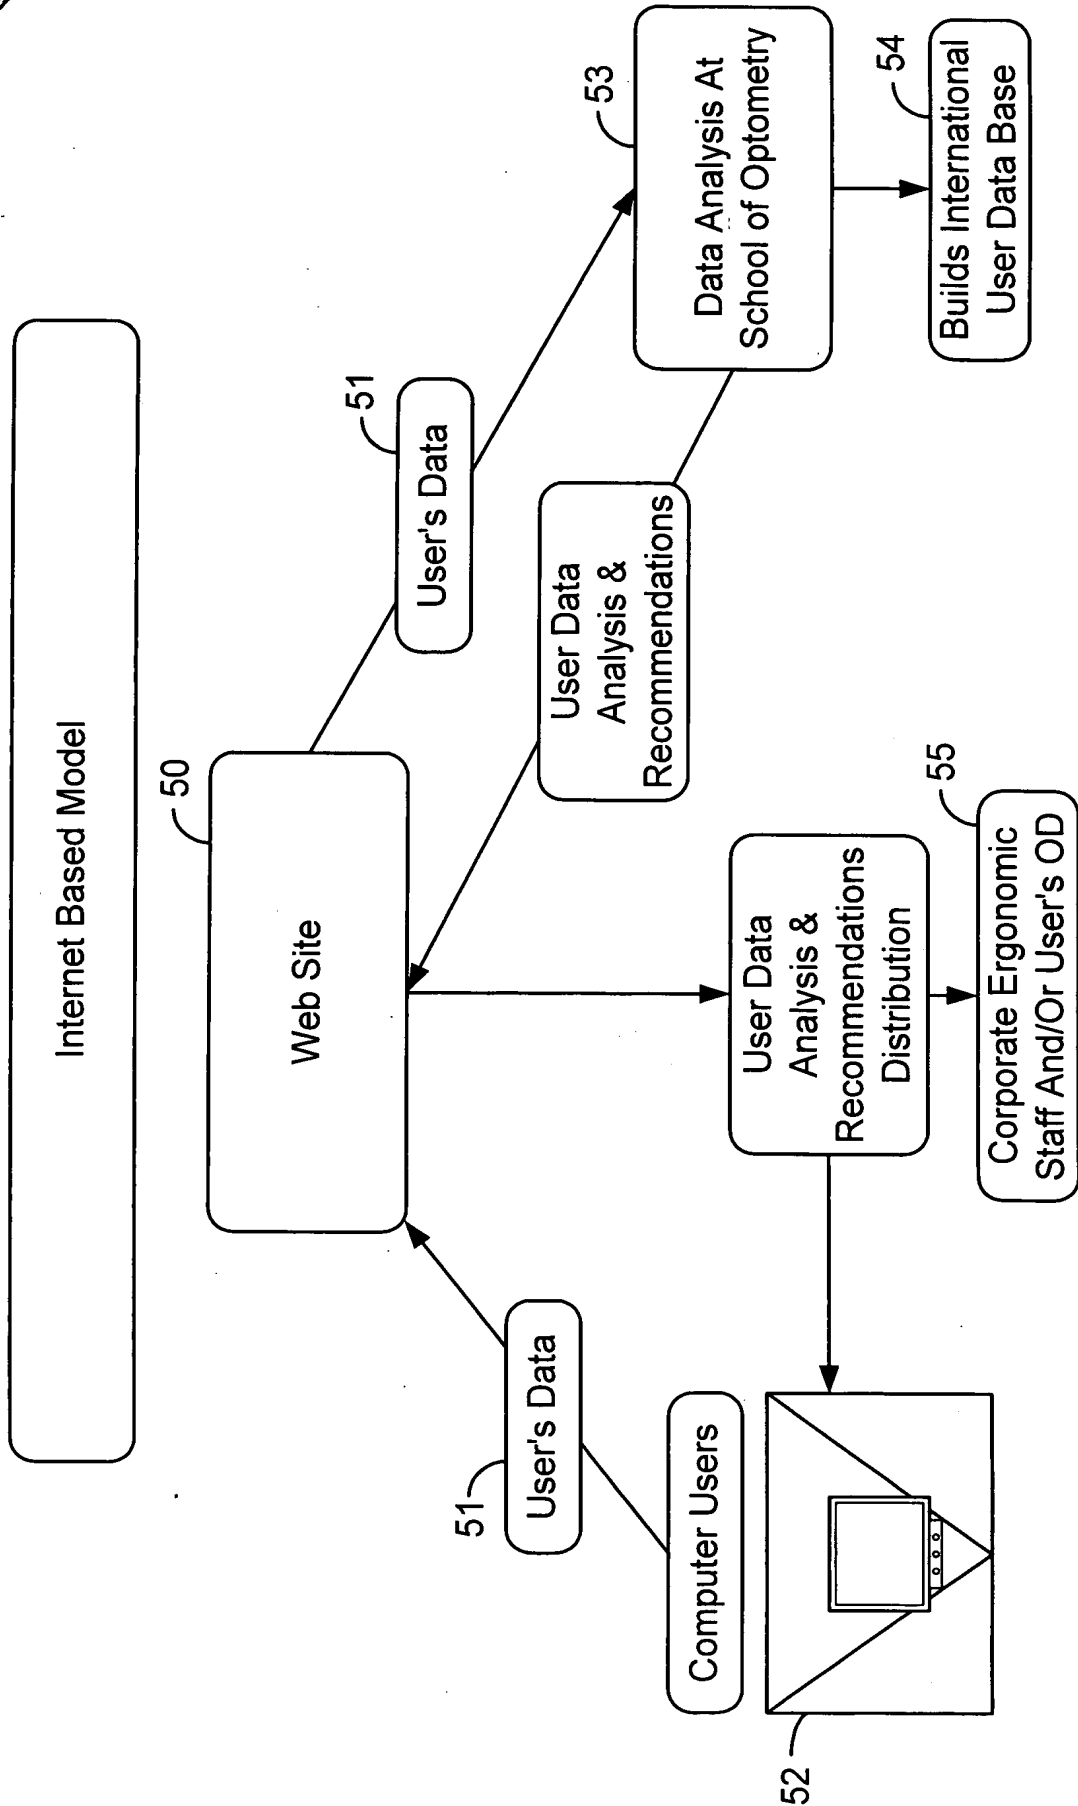 Internet Based Model
50
Web Site
51
User's Data
51
User's Data
User Data
Analysis &
Recommendations
53
Data Analysis At
School of Optometry
54
Builds International
User Data Base
Computer Users
52
User Data
Analysis &
Recommendations
Distribution
55
Corporate Ergonomic
Staff And/Or User's OD